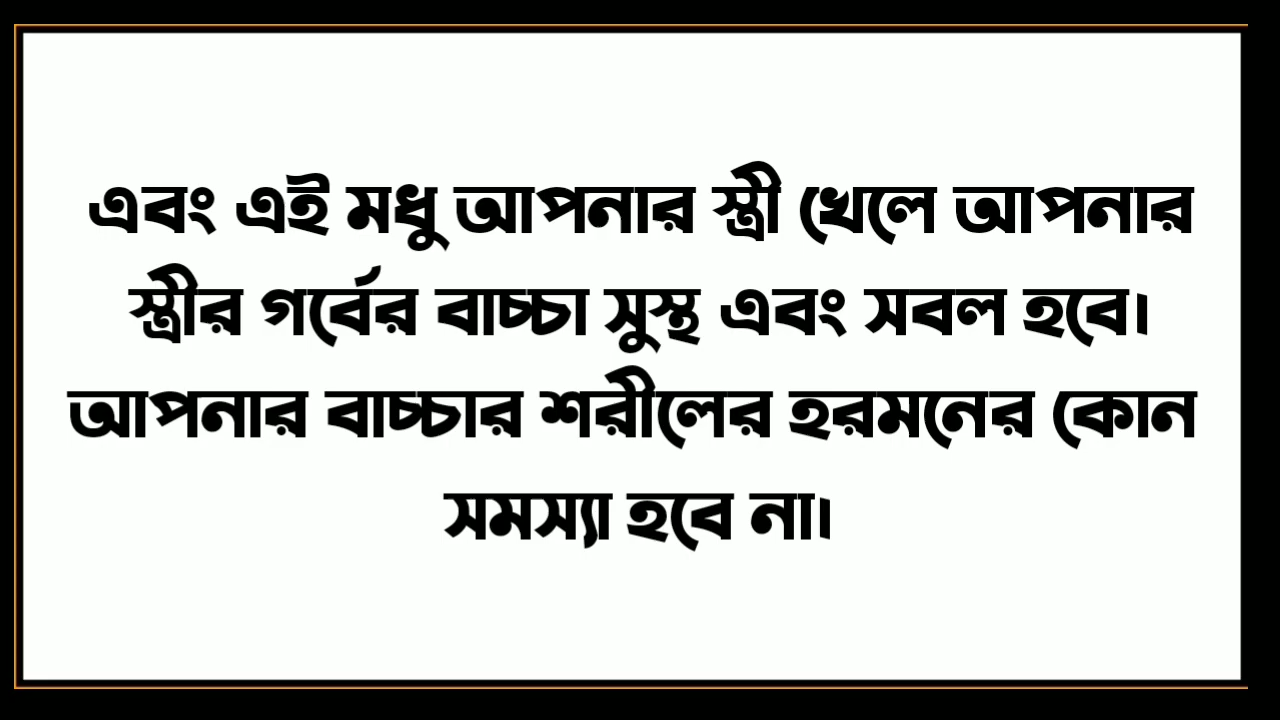 এবং এই মধু আপনার স্ত্রী খেলে আপনার
স্ত্রীর গর্বের বাচ্চা সুস্থ এবং সবল হবে।
আপনার বাচ্চার শরীলের হরমনের কোন
সমস্যা হবে না।